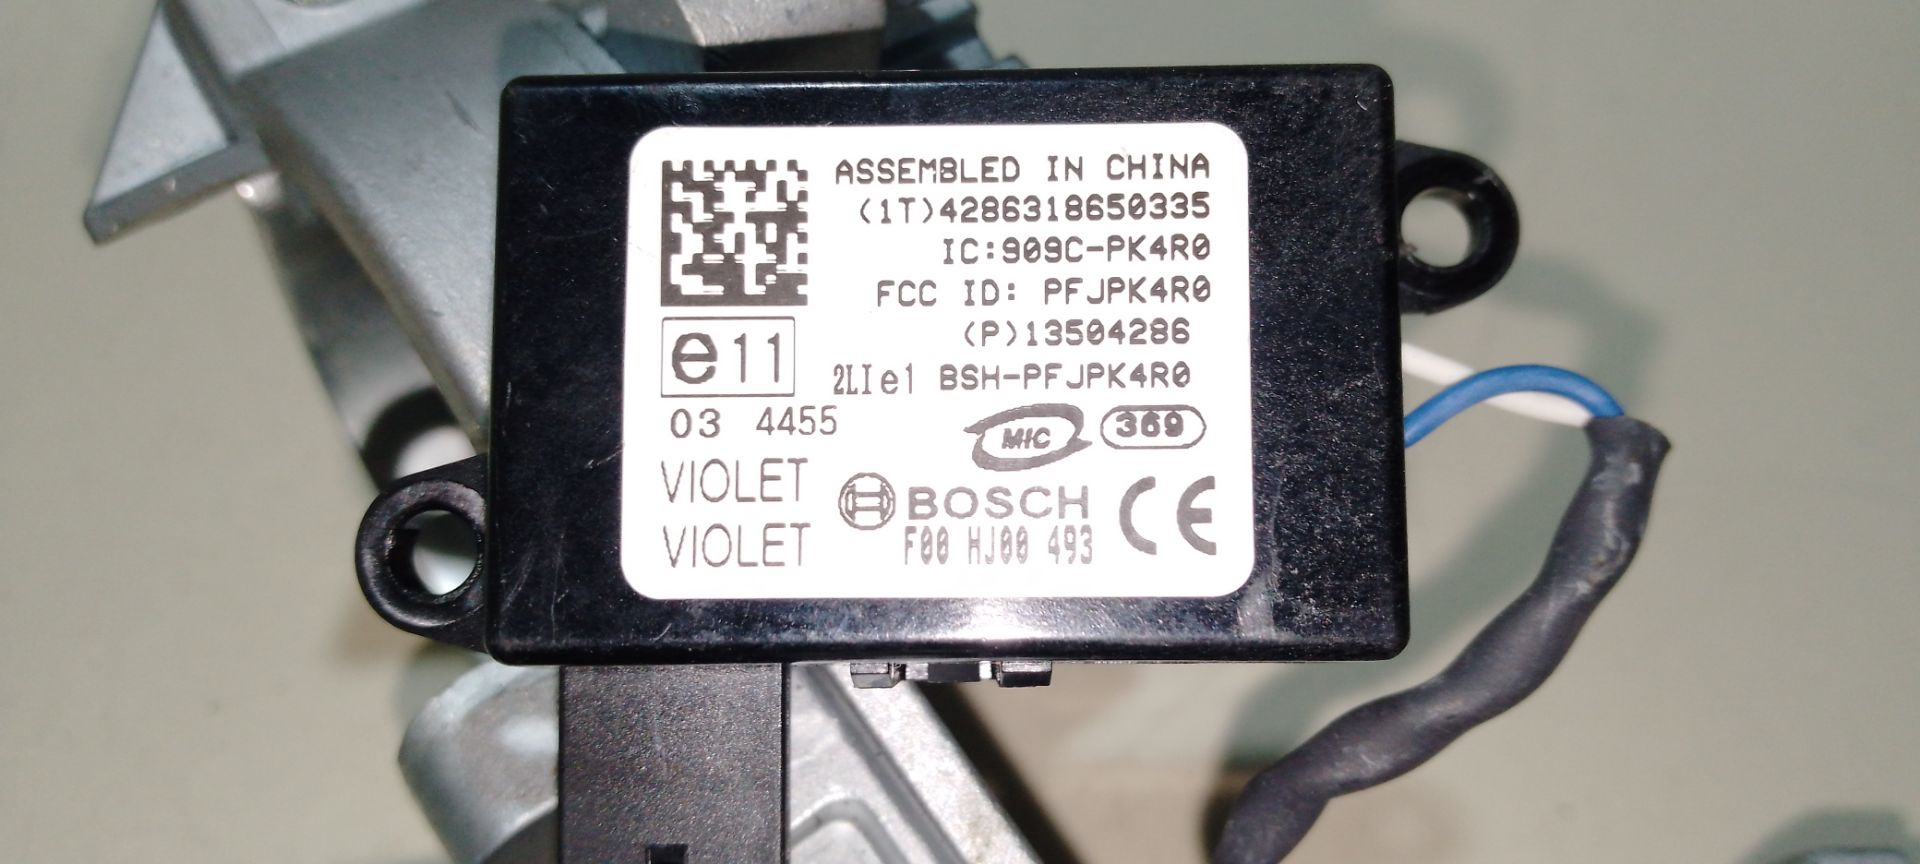 ASSEMBLED IN CHINA
(1T)4286318650335
IC:909C-PK4R0
FCC ID: PFJPK4R0
(P)13504286
e11
2LIe1 BSH-PFJPK4R0
03 4455
MIC 369
VIOLET
BOSCH CE
F00 HJ00 493
VIOLET